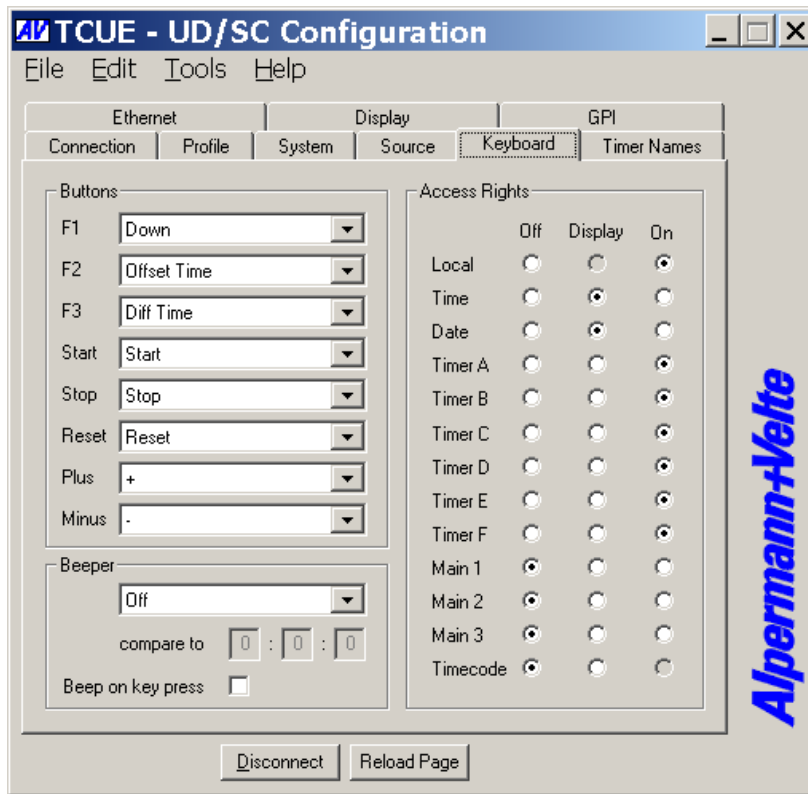 AV TCUE - UD/SC Configuration
File Edit Tools Help
Ethernet Display GPI
Connection Profile System Source Keyboard Timer Names
Buttons
F1 Down
F2 Offset Time
F3 Diff Time
Start Start
Stop Stop
Reset Reset
Plus +
Minus -
Beeper
Off
compare to 0 : 0 : 0
Beep on key press
Access Rights
Off Display On
Local
Time
Date
Timer A
Timer B
Timer C
Timer D
Timer E
Timer F
Main 1
Main 2
Main 3
Timecode
Disconnect Reload Page
Alpermann+Velte